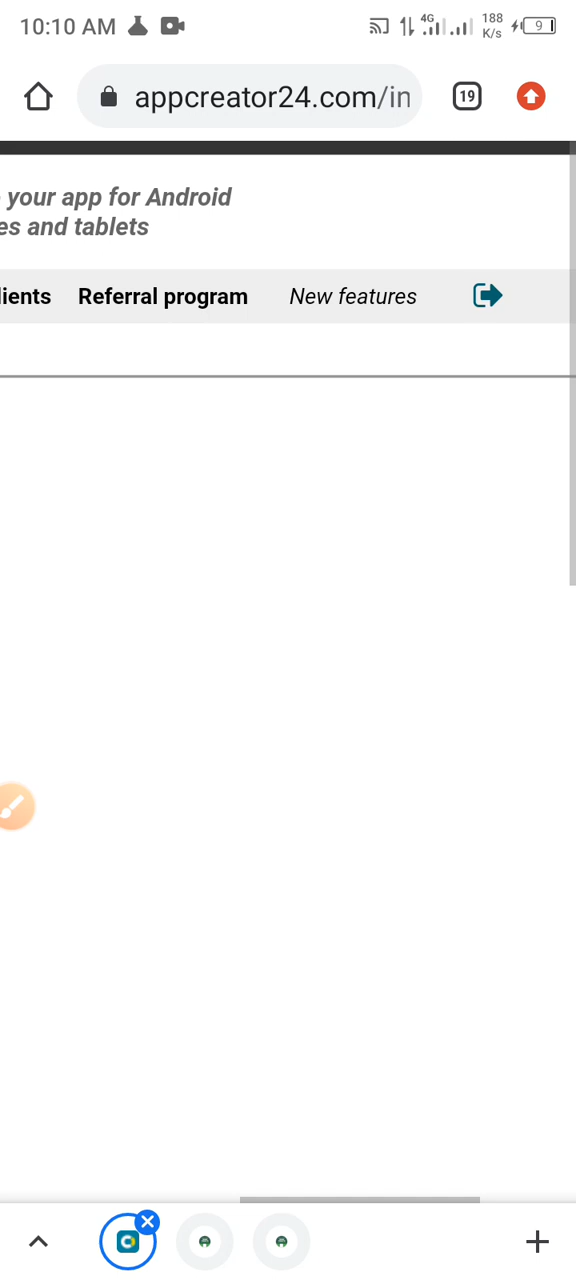 10:10 AM
4G
188
K/s
9
appcreator24.com/in
19
your app for Android
es and tablets
lients Referral program New features